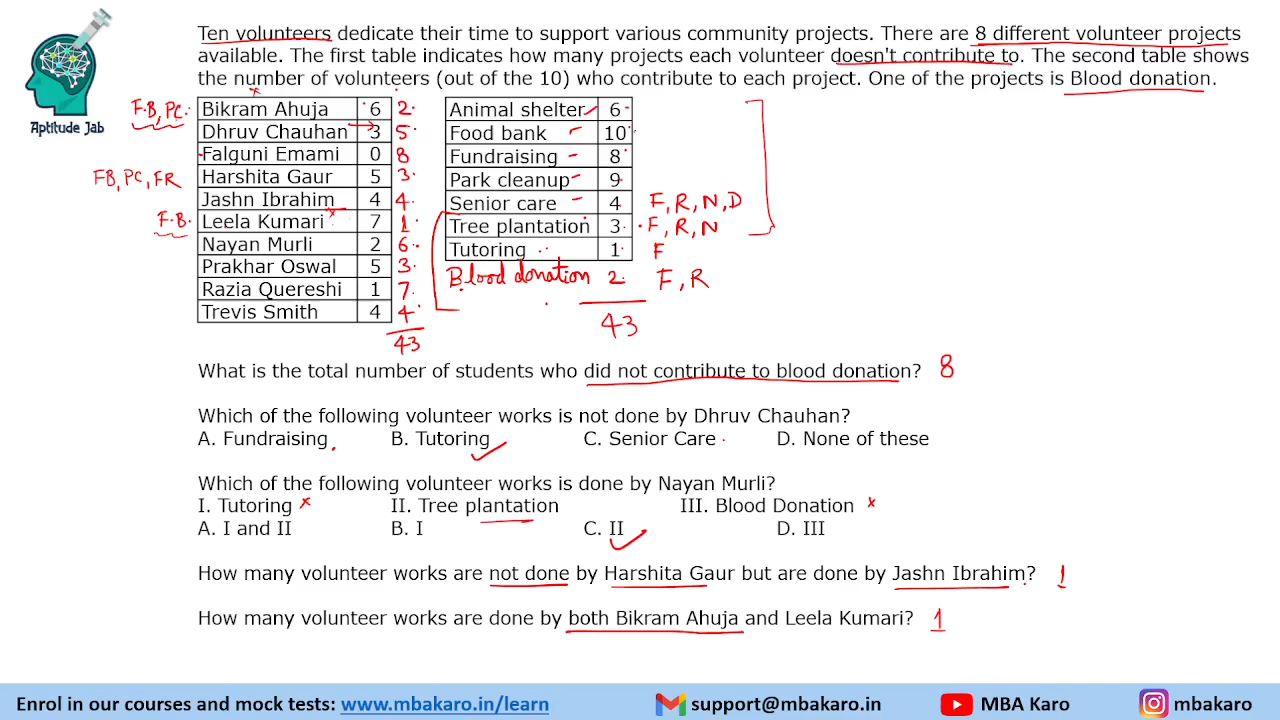 Ten volunteers dedicate their time to support various community projects. There are 8 different volunteer projects
available. The first table indicates how many projects each volunteer doesn't contribute to. The second table shows
the number of volunteers (out of the 10) who contribute to each project. One of the projects is Blood donation.
Aptitude Jab
F.B, PC. Bikram Ahuja 6 2
Dhruv Chauhan 3 5
Falguni Emami 0 8
FB, PC, FR Harshita Gaur 5 3
Jashn Ibrahim 4 4
F.B. Leela Kumari 7 1
Nayan Murli 2 6
Prakhar Oswal 5 3
Razia Quereshi 1 7
Trevis Smith 4 4
43
Animal shelter 6
Food bank 10
Fundraising 8
Park cleanup 9
Senior care 4 F, R, N, D
Tree plantation 3 F, R, N
Tutoring 1 F
Blood donation 2 F, R
43
What is the total number of students who did not contribute to blood donation? 8
Which of the following volunteer works is not done by Dhruv Chauhan?
A. Fundraising B. Tutoring C. Senior Care D. None of these
Which of the following volunteer works is done by Nayan Murli?
I. Tutoring II. Tree plantation III. Blood Donation
A. I and II B. I C. II D. III
How many volunteer works are not done by Harshita Gaur but are done by Jashn Ibrahim? 1
How many volunteer works are done by both Bikram Ahuja and Leela Kumari? 1
Enrol in our courses and mock tests: www.mbakaro.in/learn support@mbakaro.in MBA Karo mbakaro